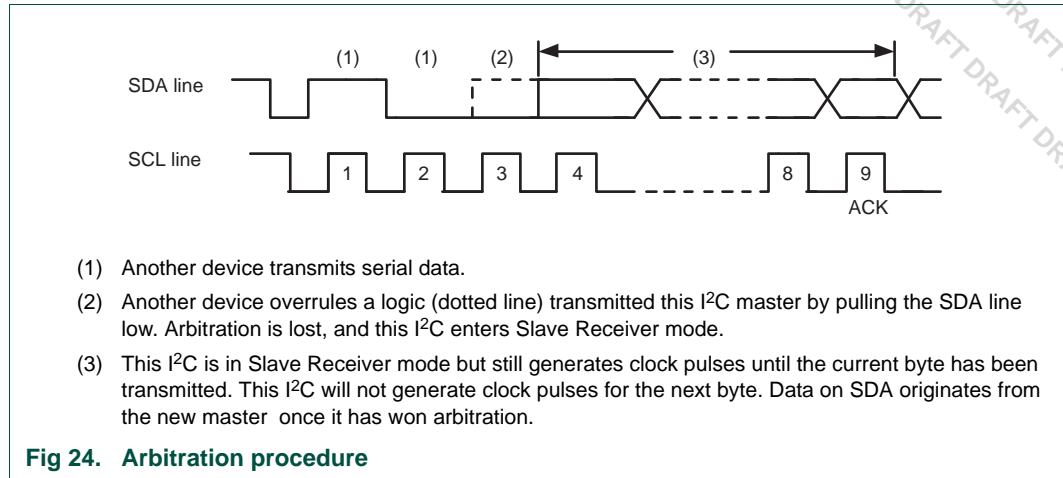 (1) (1) (2) (3)
SDA line
SCL line
1 2 3 4 8 9
ACK
(1) Another device transmits serial data.
(2) Another device overrules a logic (dotted line) transmitted this I²C master by pulling the SDA line
low. Arbitration is lost, and this I²C enters Slave Receiver mode.
(3) This I²C is in Slave Receiver mode but still generates clock pulses until the current byte has been
transmitted. This I²C will not generate clock pulses for the next byte. Data on SDA originates from
the new master once it has won arbitration.
Fig 24. Arbitration procedure
DRAFT DRAFT DRAFT
DRAFT